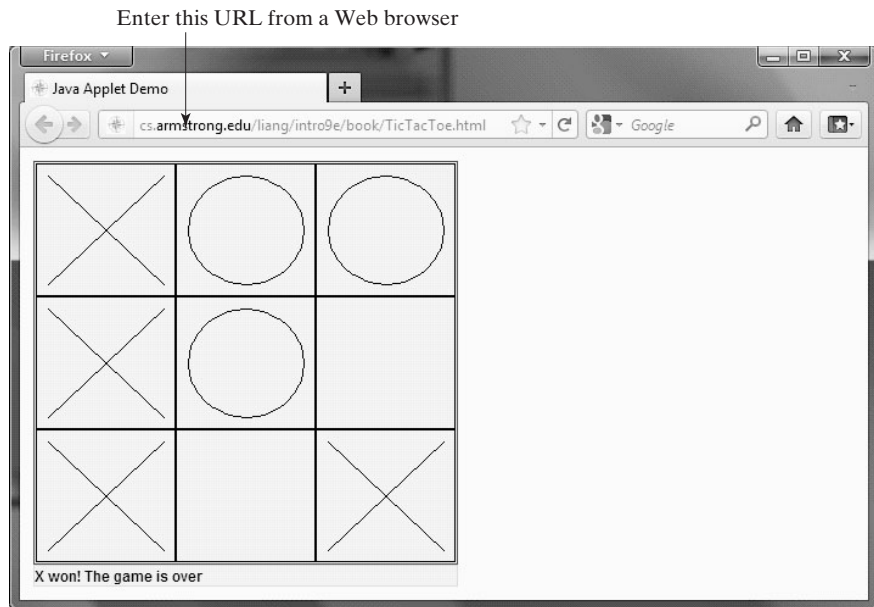 Enter this URL from a Web browser
Firefox
Java Applet Demo
cs.armstrong.edu/liang/intro9e/book/TicTacToe.html
Google
X won! The game is over